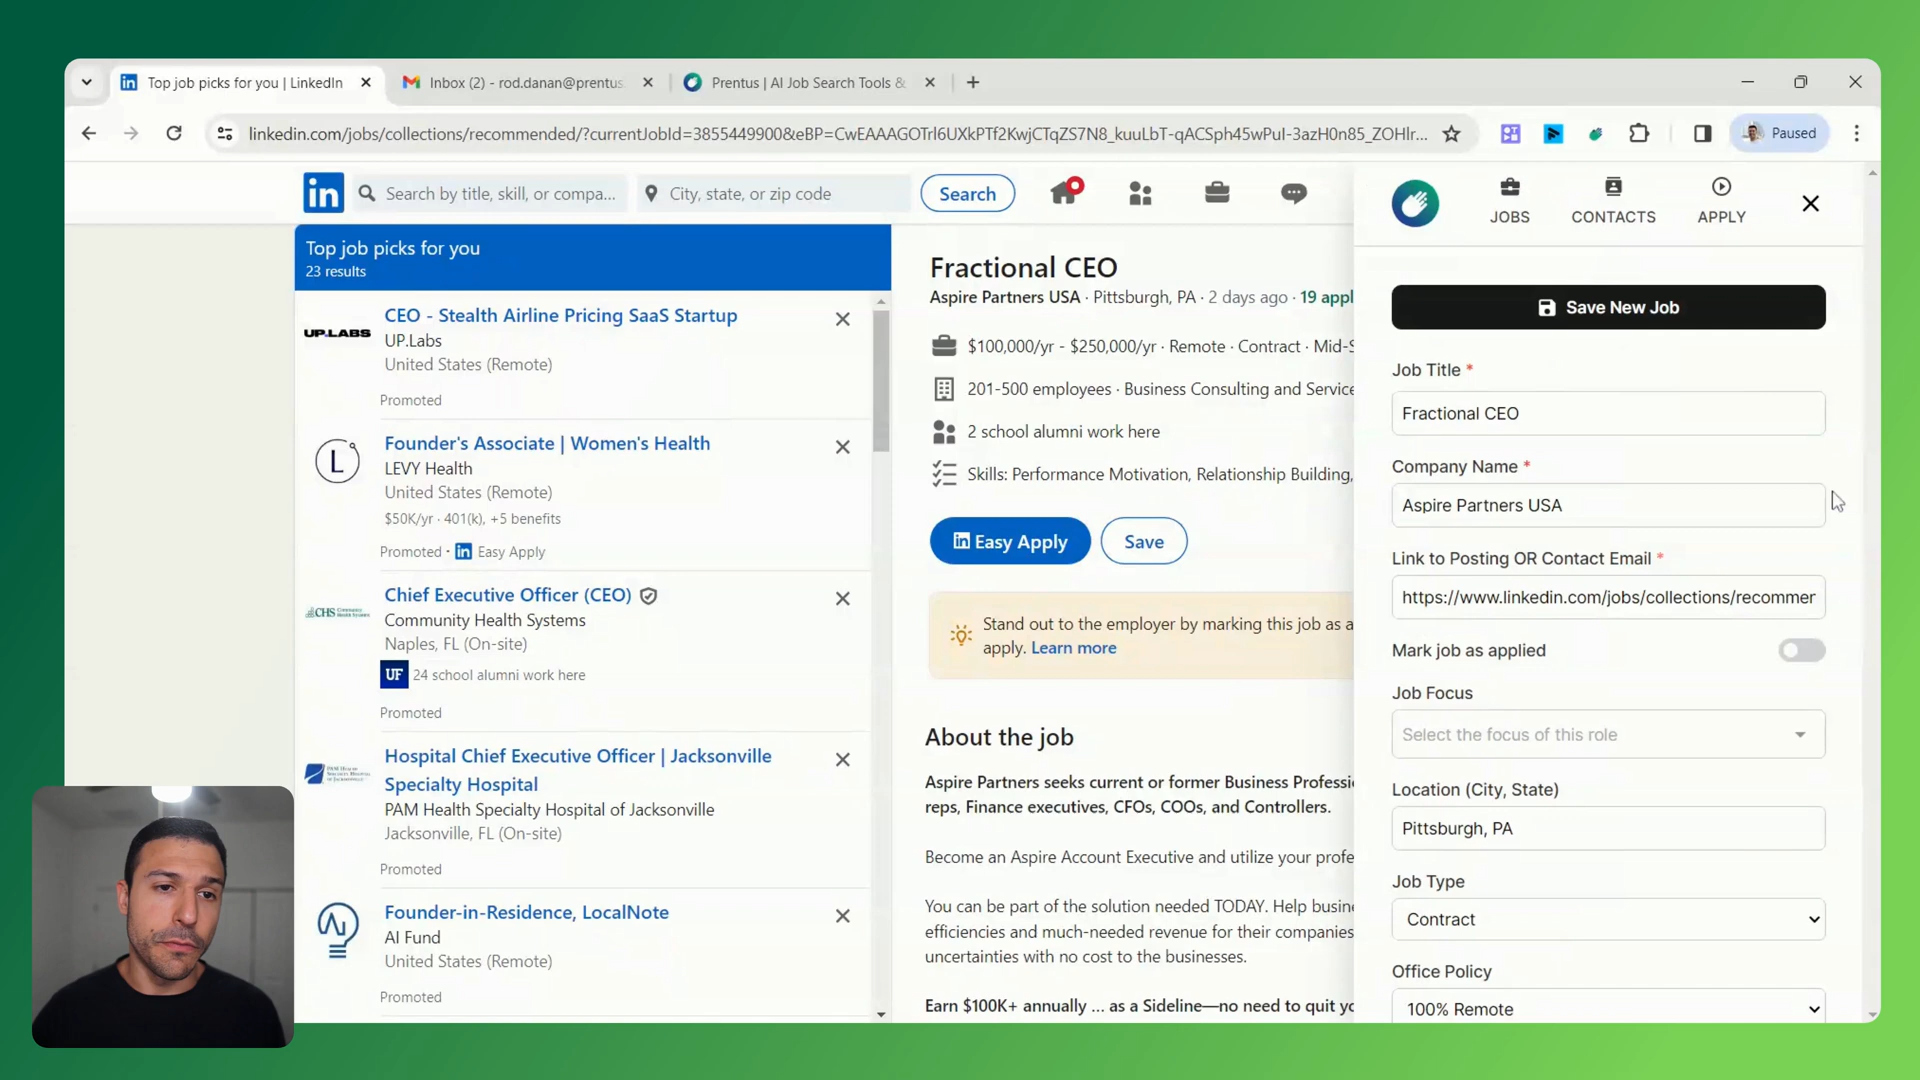 Top job picks for you | LinkedIn
Inbox (2) - rod.danan@prentus.
Prentus | AI Job Search Tools &
linkedin.com/jobs/collections/recommended/?currentJobId=3855449900&eBP=CwEAAAGOTrl6UXkPTf2KwjCTqZS7N8_kuuLbT-qACSph45wPuI-3azH0n85_ZOHlr...
Paused
in
Search by title, skill, or compa...
City, state, or zip code
Search
JOBS
CONTACTS
APPLY
Top job picks for you
23 results
UP.LABS
CEO - Stealth Airline Pricing SaaS Startup
UP.Labs
United States (Remote)
Promoted
L
Founder's Associate | Women's Health
LEVY Health
United States (Remote)
$50K/yr · 401(k), +5 benefits
Promoted · in Easy Apply
CHS
Chief Executive Officer (CEO)
Community Health Systems
Naples, FL (On-site)
UF 24 school alumni work here
Promoted
Hospital Chief Executive Officer | Jacksonville
Specialty Hospital
PAM Health Specialty Hospital of Jacksonville
Jacksonville, FL (On-site)
Promoted
Founder-in-Residence, LocalNote
AI Fund
United States (Remote)
Promoted
Fractional CEO
Aspire Partners USA · Pittsburgh, PA · 2 days ago · 19 appl
$100,000/yr - $250,000/yr · Remote · Contract · Mid-S
201-500 employees · Business Consulting and Service
2 school alumni work here
Skills: Performance Motivation, Relationship Building,
in Easy Apply
Save
Stand out to the employer by marking this job as a
apply. Learn more
About the job
Aspire Partners seeks current or former Business Professi
reps, Finance executives, CFOs, COOs, and Controllers.
Become an Aspire Account Executive and utilize your profe
You can be part of the solution needed TODAY. Help busin
efficiencies and much-needed revenue for their companies
uncertainties with no cost to the businesses.
Earn $100K+ annually ... as a Sideline—no need to quit yo
Save New Job
Job Title *
Fractional CEO
Company Name *
Aspire Partners USA
Link to Posting OR Contact Email *
https://www.linkedin.com/jobs/collections/recommer
Mark job as applied
Job Focus
Select the focus of this role
Location (City, State)
Pittsburgh, PA
Job Type
Contract
Office Policy
100% Remote